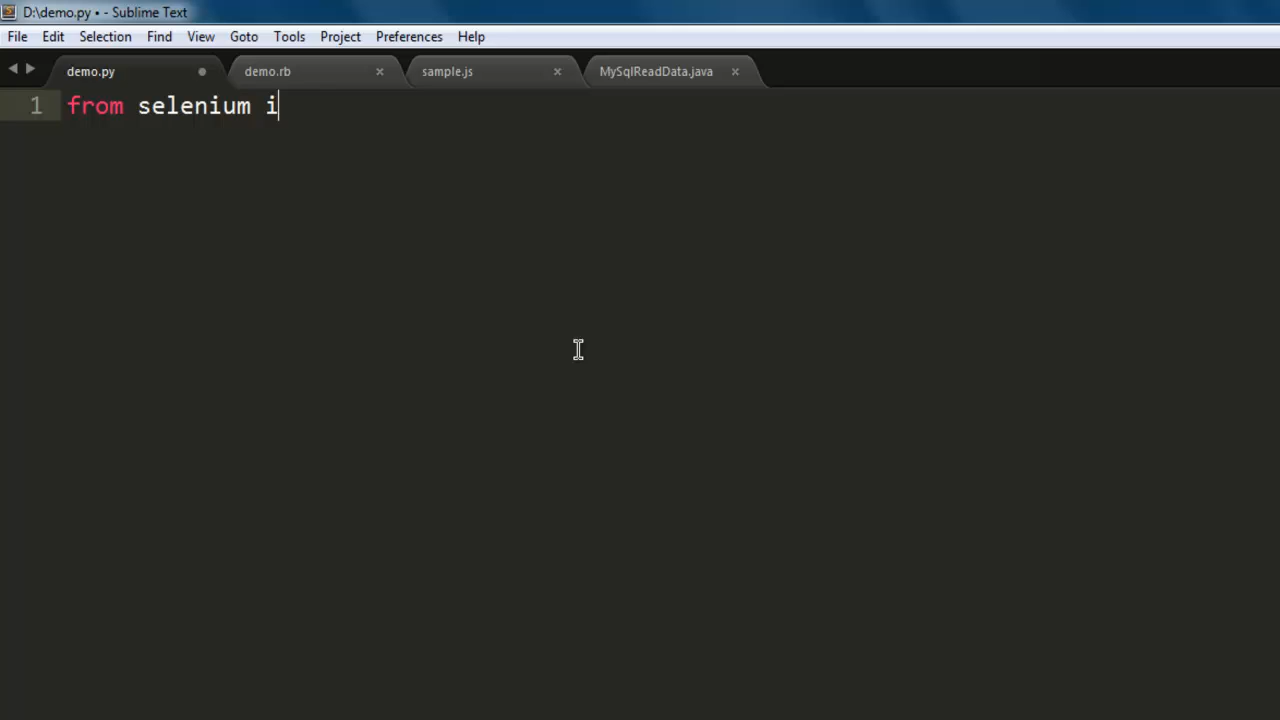 D:\demo.py • - Sublime Text
File Edit Selection Find View Goto Tools Project Preferences Help
demo.py demo.rb sample.js MySqlReadData.java
1 from selenium i